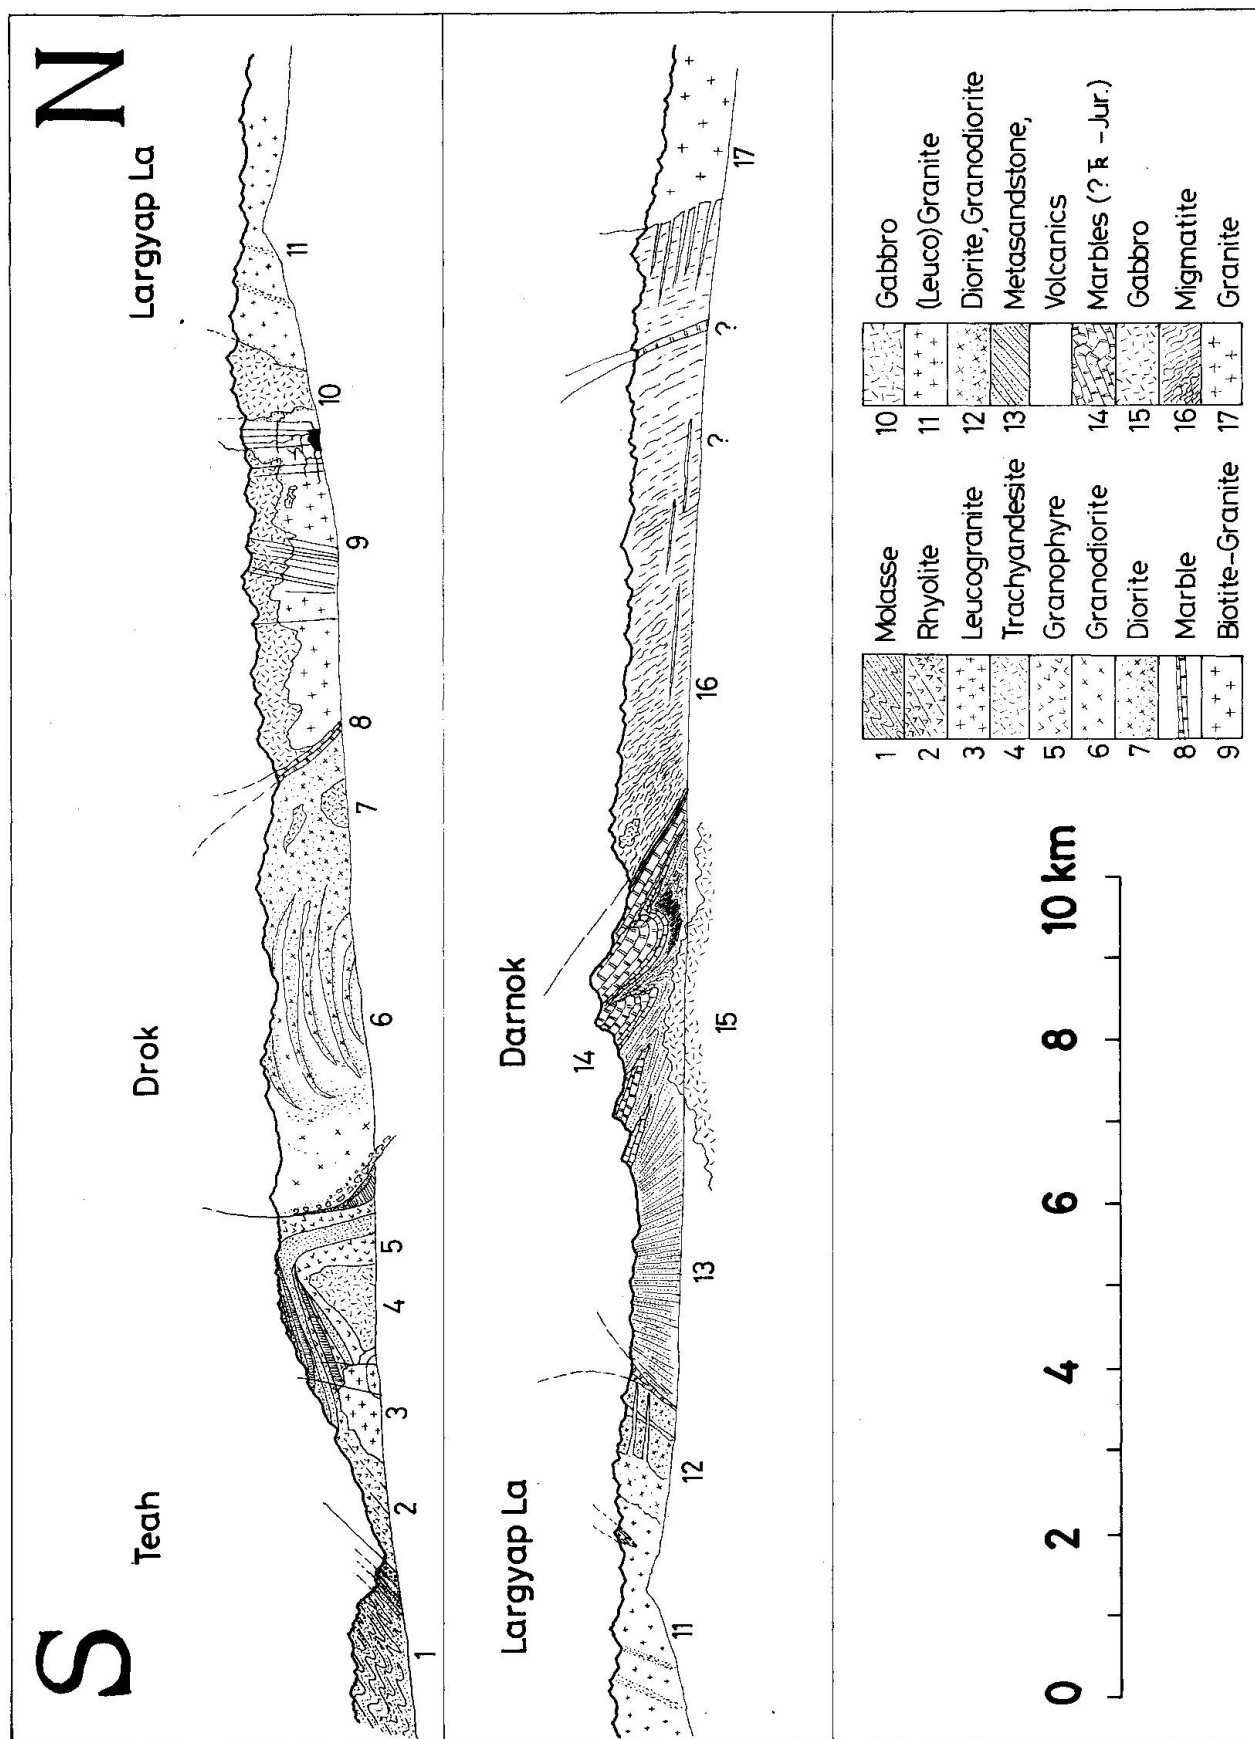 S
N
Teah
Drok
Largyap La
1
2
3
4
5
6
7
8
9
10
11
Largyap La
Darnok
11
12
13
14
15
16
?
?
17
0 2 4 6 8 10 km
1 Molasse
2 Rhyolite
3 Leucogranite
4 Trachyandesite
5 Granophyre
6 Granodiorite
7 Diorite
8 Marble
9 Biotite-Granite
10 Gabbro
11 (Leuco) Granite
12 Diorite, Granodiorite
13 Metasandstone,
Volcanics
14 Marbles (? Ꞓ -Jur.)
15 Gabbro
16 Migmatite
17 Granite